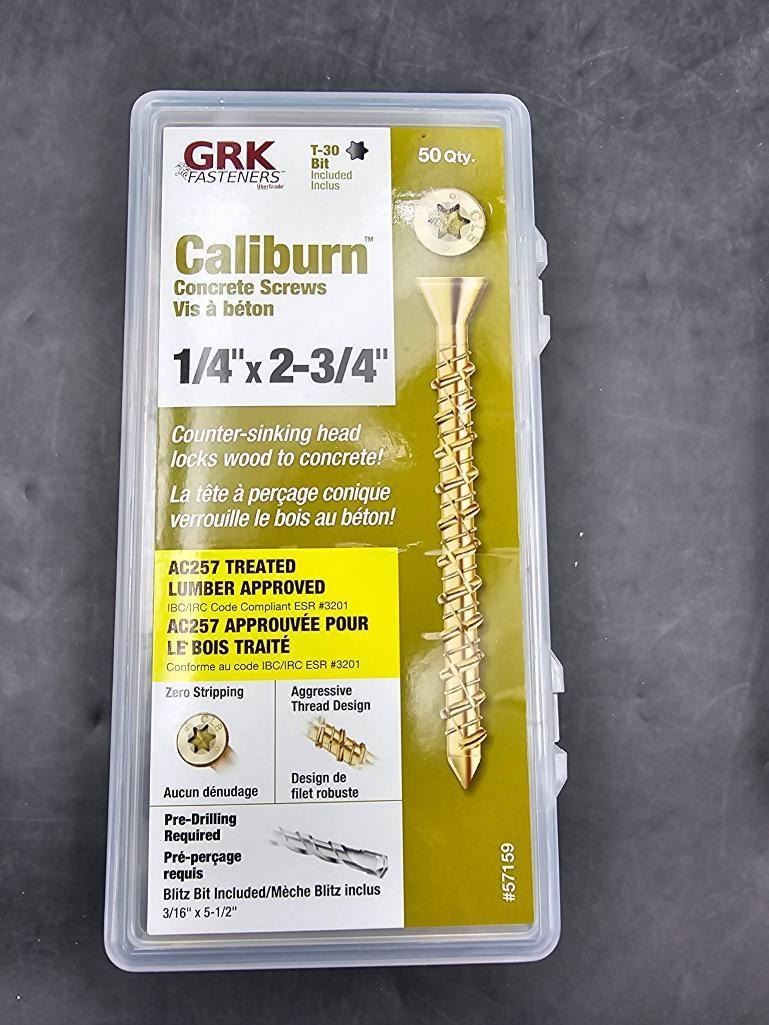 GRK
FASTENERS™
ÜberGrade
T-30
Bit
Included
Inclus
50 Qty.
CLB
Caliburn™
Concrete Screws
Vis à béton
1/4" x 2-3/4"
Counter-sinking head
locks wood to concrete!
La tête à perçage conique
verrouille le bois au béton!
AC257 TREATED
LUMBER APPROVED
IBC/IRC Code Compliant ESR #3201
AC257 APPROUVÉE POUR
LE BOIS TRAITÉ
Conforme au code IBC/IRC ESR #3201
Zero Stripping
CLB
Aucun dénudage
Aggressive
Thread Design
Design de
filet robuste
Pre-Drilling
Required
Pré-perçage
requis
Blitz Bit Included/Mèche Blitz inclus
3/16" x 5-1/2"
#57159